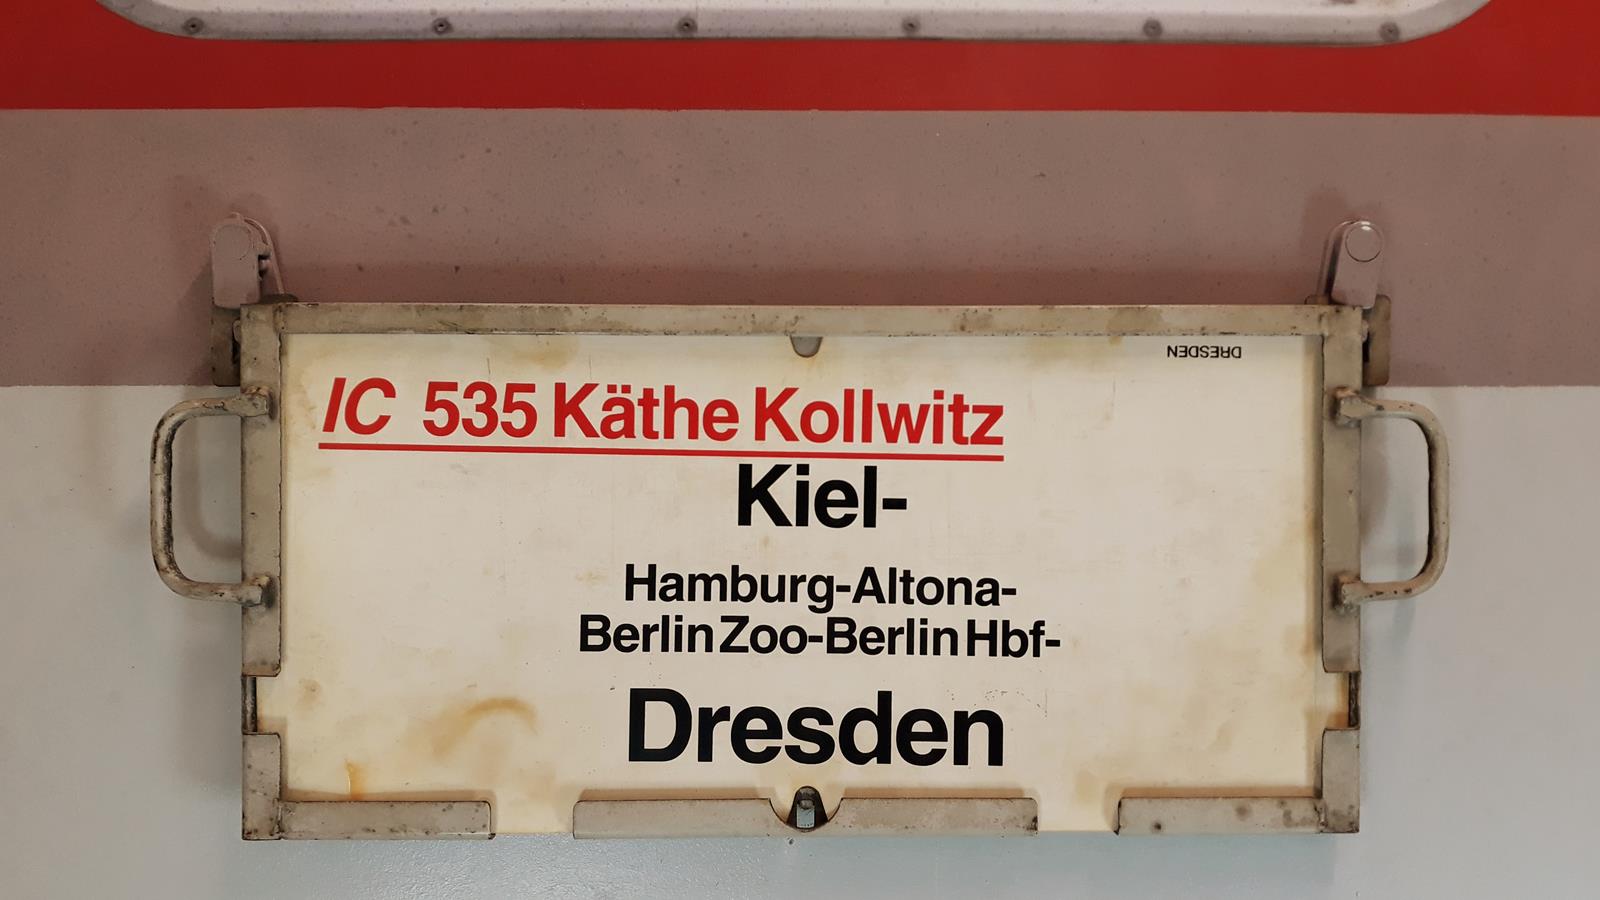 DRESDEN
IC 535 Käthe Kollwitz
Kiel-
Hamburg-Altona-
Berlin Zoo-Berlin Hbf-
Dresden